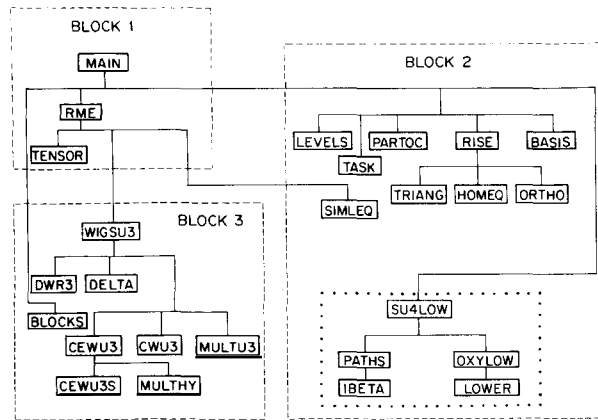 BLOCK 1
MAIN
RME
TENSOR
BLOCK 2
LEVELS
PARTOC
RISE
BASIS
TASK
TRIANG
HOMEQ
ORTHO
SIMLEQ
BLOCK 3
WIGSU3
DWR3
DELTA
BLOCKS
CEWU3
CWU3
MULTU3
CEWU3S
MULTHY
SU4LOW
PATHS
OXYLOW
IBETA
LOWER